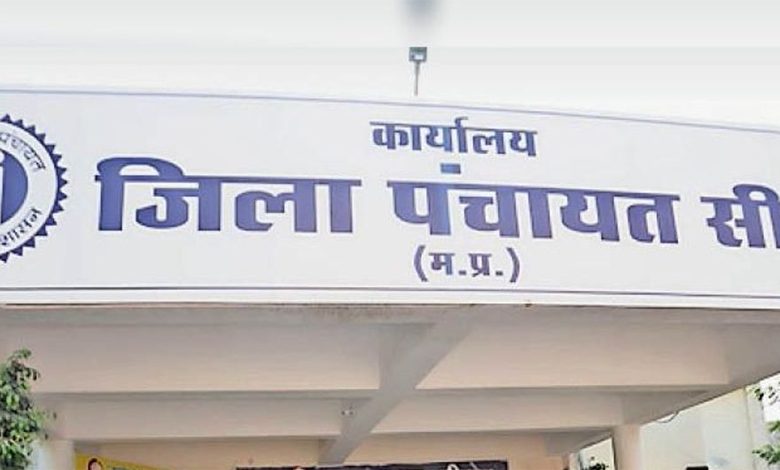 कार्यालय
जिला पंचायत सी
(म.प्र.)